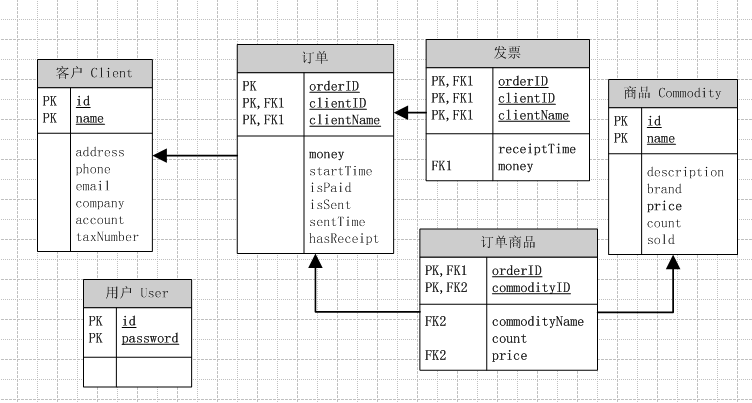 客户 Client
PK id
PK name
address
phone
email
company
account
taxNumber
订单
PK orderID
PK,FK1 clientID
PK,FK1 clientName
money
startTime
isPaid
isSent
sentTime
hasReceipt
发票
PK,FK1 orderID
PK,FK1 clientID
PK,FK1 clientName
receiptTime
FK1 money
商品 Commodity
PK id
PK name
description
brand
price
count
sold
用户 User
PK id
PK password
订单商品
PK,FK1 orderID
PK,FK2 commodityID
FK2 commodityName
count
FK2 price